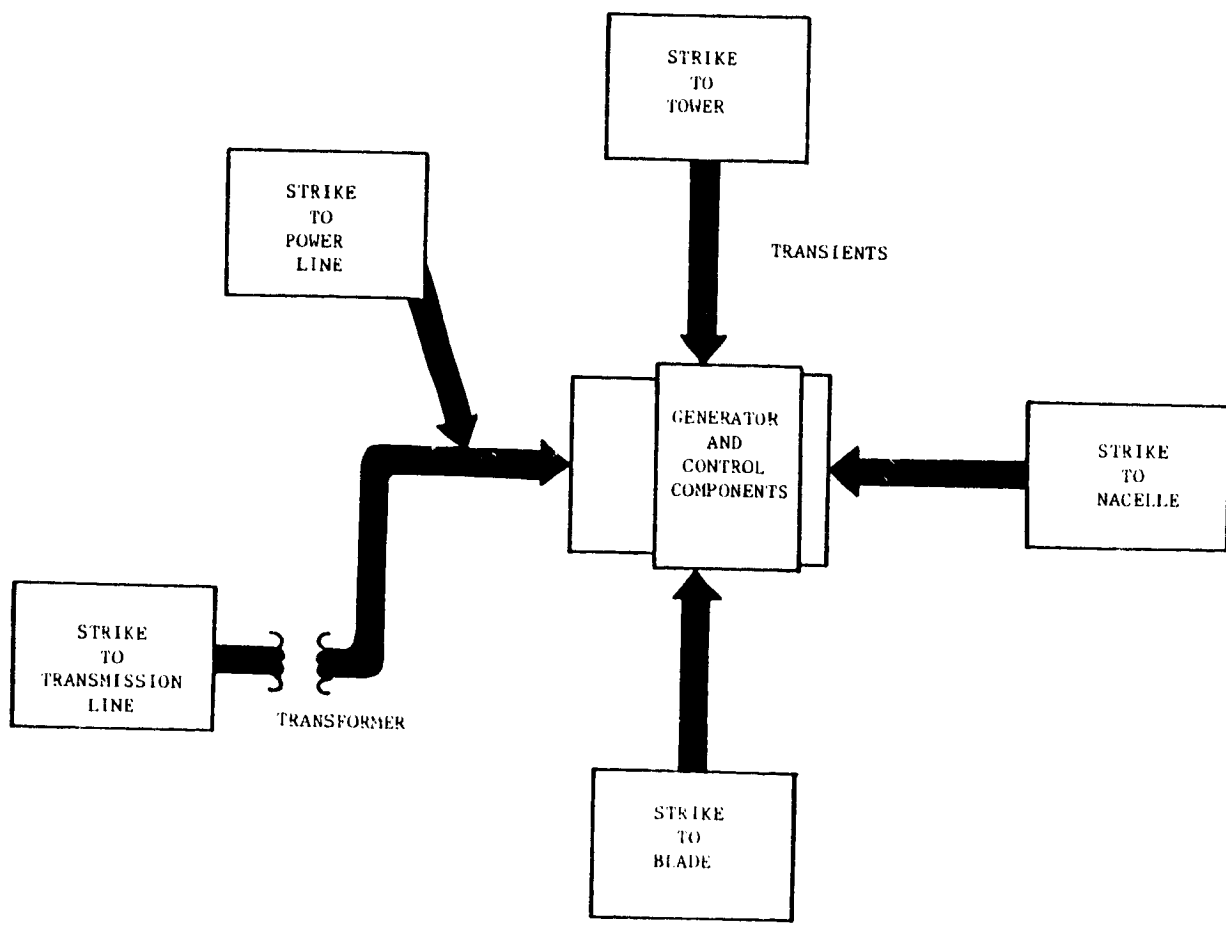 STRIKE
TO
TOWER
STRIKE
TO
POWER
LINE
TRANSIENTS
GENERATOR
AND
CONTROL
COMPONENTS
STRIKE
TO
NACELLE
STRIKE
TO
TRANSMISSION
LINE
TRANSFORMER
STRIKE
TO
BLADE